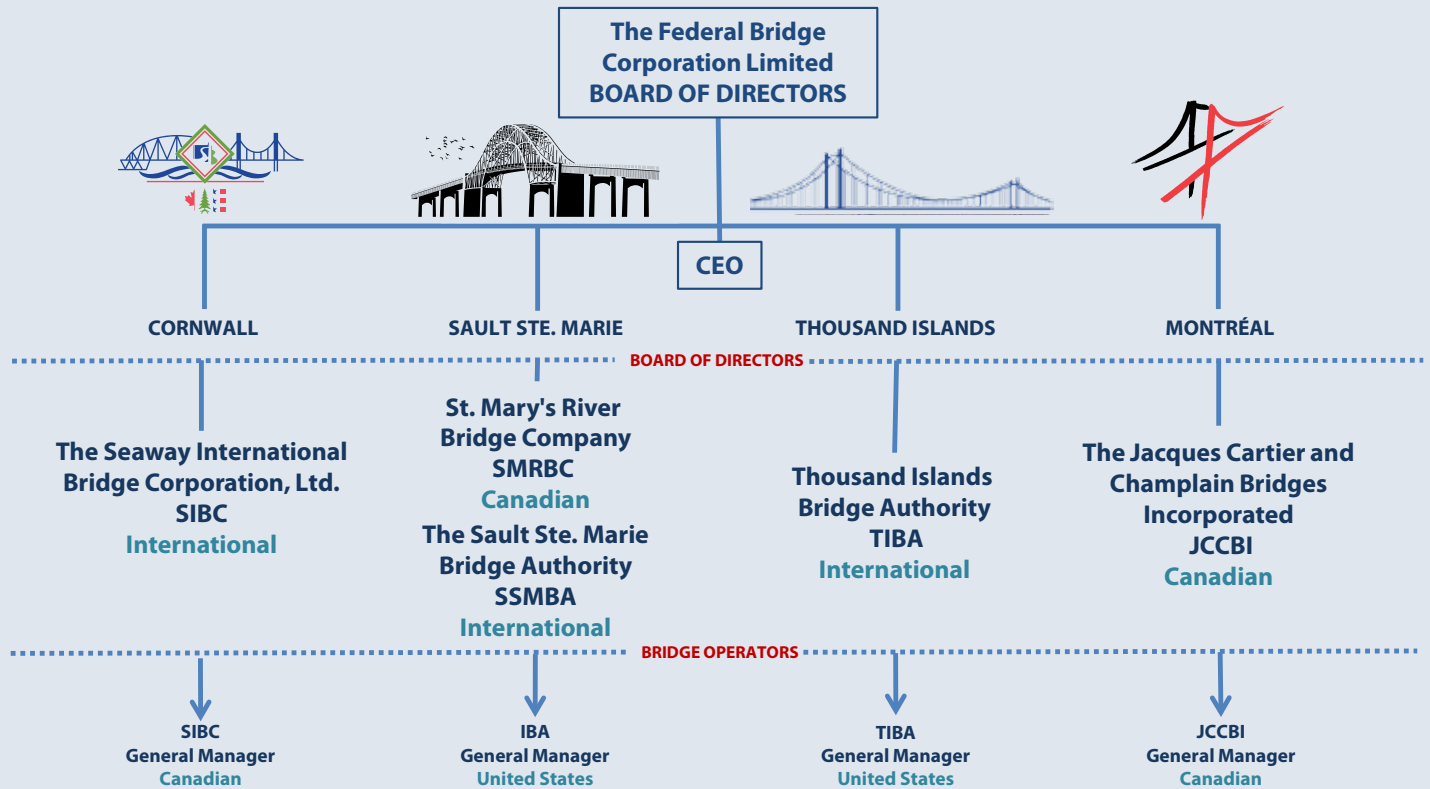 The Federal Bridge
Corporation Limited
BOARD OF DIRECTORS
CEO
CORNWALL
SAULT STE. MARIE
THOUSAND ISLANDS
MONTRÉAL
BOARD OF DIRECTORS
The Seaway International
Bridge Corporation, Ltd.
SIBC
International
St. Mary's River
Bridge Company
SMRBC
Canadian
The Sault Ste. Marie
Bridge Authority
SSMBA
International
Thousand Islands
Bridge Authority
TIBA
International
The Jacques Cartier and
Champlain Bridges
Incorporated
JCCBI
Canadian
BRIDGE OPERATORS
SIBC
General Manager
Canadian
IBA
General Manager
United States
TIBA
General Manager
United States
JCCBI
General Manager
Canadian